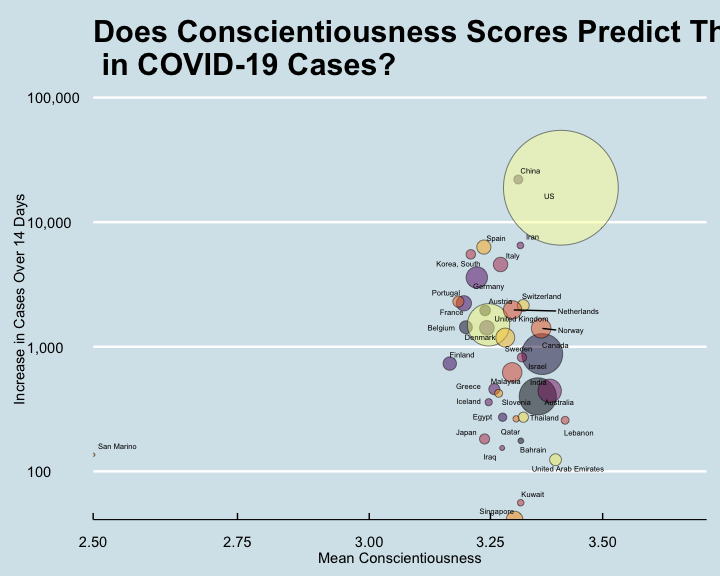 Does Conscientiousness Scores Predict Th
in COVID-19 Cases?
100,000
China
US
10,000
Iran
Spain
Italy
Korea, South
Germany
Portugal
Switzerland
Austria
France
Netherlands
United Kingdom
Belgium
Norway
Denmark
1,000
Canada
Sweden
Finland
Israel
Malaysia
India
Greece
Iceland
Slovenia
Australia
Egypt
Thailand
Japan
Qatar
Lebanon
San Marino
Bahrain
Iraq
United Arab Emirates
100
Kuwait
Singapore
2.50 2.75 3.00 3.25 3.50
Mean Conscientiousness
Increase in Cases Over 14 Days